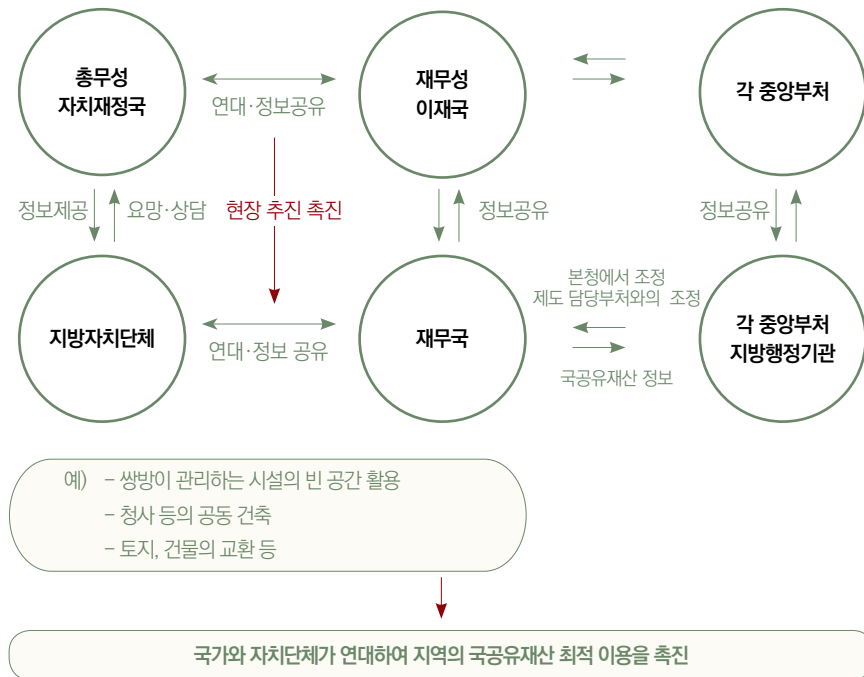 총무성
자치재정국
연대·정보공유
재무성
이재국
각 중앙부처
정보제공
요망·상담
현장 추진 촉진
정보공유
정보공유
지방자치단체
연대·정보 공유
재무국
본청에서 조정
제도 담당부처와의 조정
국공유재산 정보
각 중앙부처
지방행정기관
예) – 쌍방이 관리하는 시설의 빈 공간 활용
– 청사 등의 공동 건축
– 토지, 건물의 교환 등
국가와 자치단체가 연대하여 지역의 국공유재산 최적 이용을 촉진